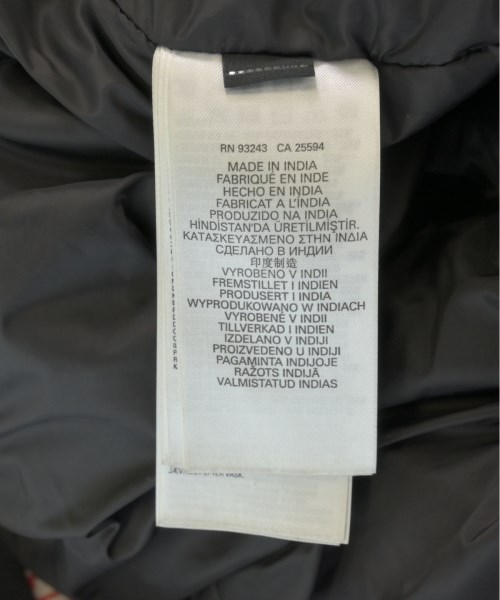 RN 93243 CA 25594
MADE IN INDIA
FABRIQUÉ EN INDE
HECHO EN INDIA
FABRICAT A L'ÍNDIA
PRODUZIDO NA INDIA
HİNDİSTAN'DA ÜRETİLMİŞTİR.
ΚΑΤΑΣΚΕΥΑΣΜΕΝΟ ΣΤΗΝ ΙΝΔΙΑ
СДЕЛАНО В ИНДИИ
印度制造
VYROBENO V INDII
FREMSTILLET I INDIEN
PRODUSERT I INDIA
WYPRODUKOWANO W INDIACH
VYROBENÉ V INDII
TILLVERKAD I INDIEN
IZDELANO V INDIJI
PROIZVEDENO U INDIJI
PAGAMINTA INDIJOJE
RAŽOTS INDIJĀ
VALMISTATUD INDIAS